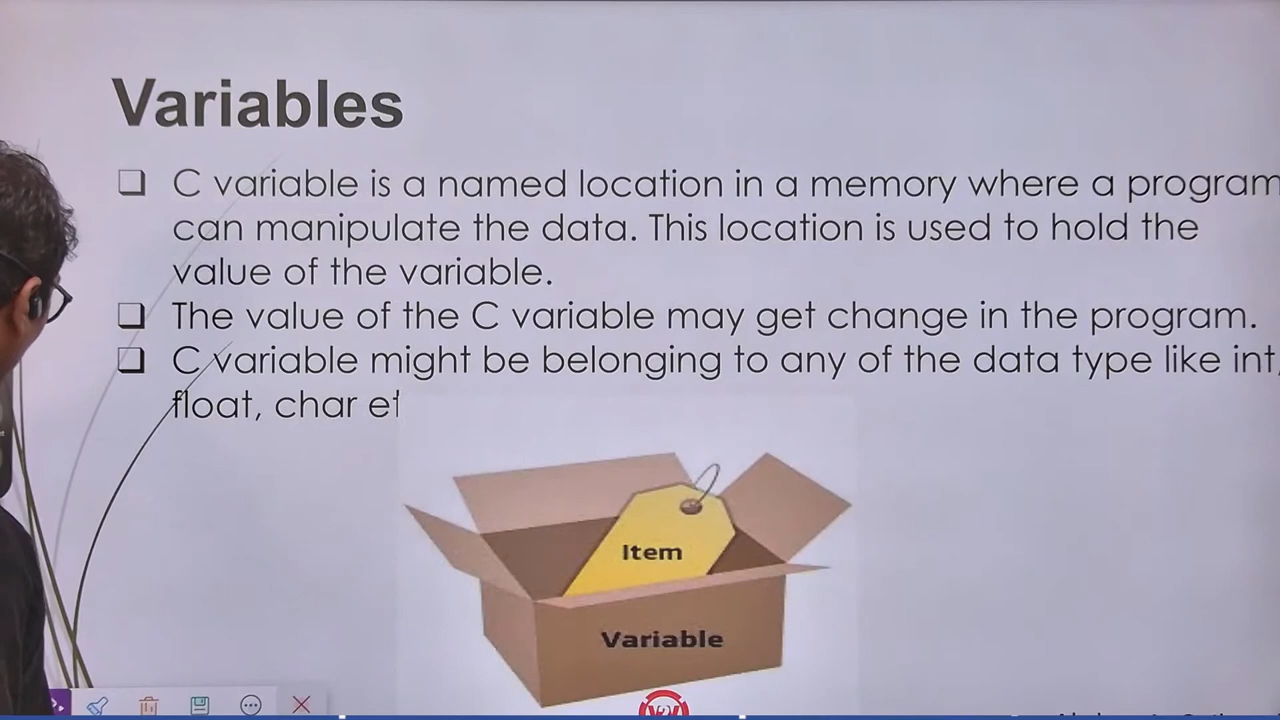 Variables
❑ C variable is a named location in a memory where a program
can manipulate the data. This location is used to hold the
value of the variable.
❑ The value of the C variable may get change in the program.
❑ C variable might be belonging to any of the data type like int,
float, char et
Item
Variable